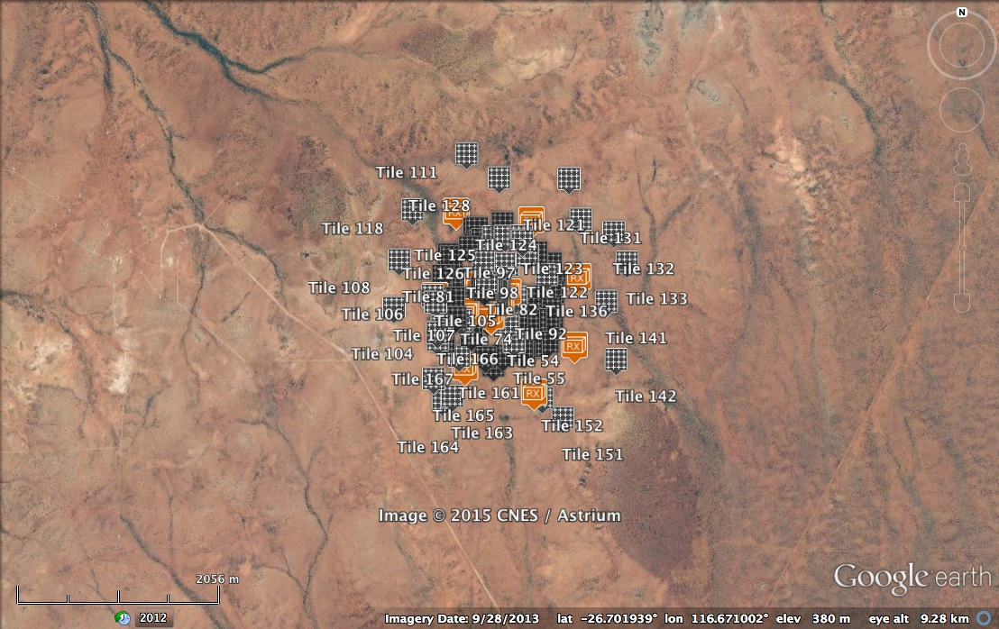 N
Tile 111
Tile 128
RX
Tile 118
Tile 121
Tile 131
Tile 124
Tile 125
Tile 126
Tile 97
Tile 123
Tile 132
RX
Tile 108
Tile 81
Tile 98
Tile 122
Tile 133
Tile 106
Tile 82
Tile 136
Tile 105
Tile 107
Tile 74
Tile 92
Tile 141
RX
Tile 104
Tile 166
Tile 54
Tile 167
Tile 55
Tile 161
RX
Tile 142
Tile 165
Tile 152
Tile 163
Tile 164
Tile 151
Image © 2015 CNES / Astrium
Google earth
2056 m
2012
Imagery Date: 9/28/2013 lat -26.701939° lon 116.671002° elev 380 m eye alt 9.28 km